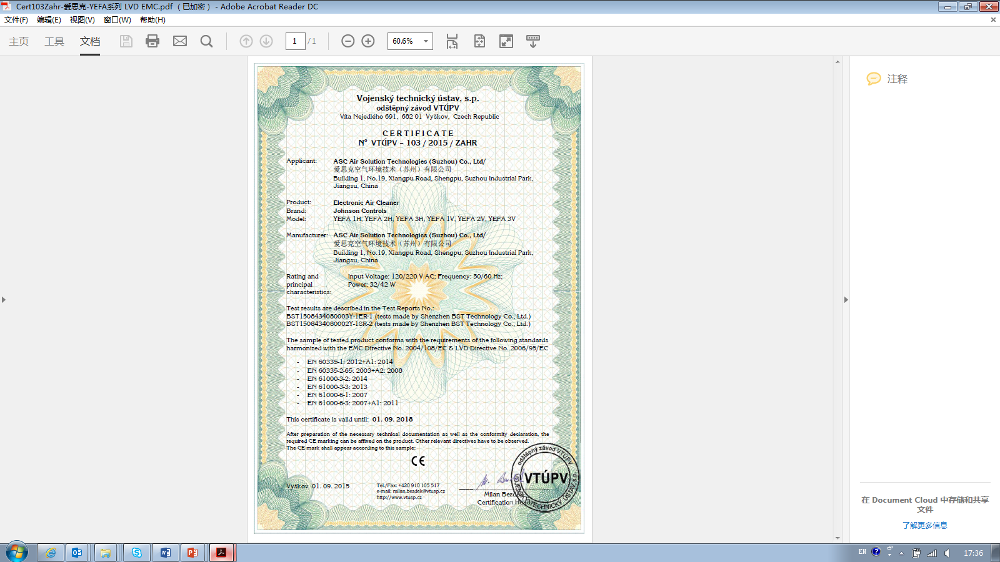 Cert103Zahr-爱思克-YEFA系列 LVD EMC.pdf （已加密） - Adobe Acrobat Reader DC
文件(F) 编辑(E) 视图(V) 窗口(W) 帮助(H)
主页 工具 文档 1 / 1 60.6%
注释
Vojenský technický ústav, s.p.
odštěpný závod VTÚPV
Víta Nejedlého 691, 682 01 Vyškov, Czech Republic
CERTIFICATE
N° VTÚPV – 103 / 2015 / ZAHR
Applicant: ASC Air Solution Technologies (Suzhou) Co., Ltd/
爱思克空气环境技术（苏州）有限公司
Building 1, No.19, Xiangpu Road, Shengpu, Suzhou Industrial Park,
Jiangsu, China
Product: Electronic Air Cleaner
Brand: Johnson Controls
Model: YEFA 1H, YEFA 2H, YEFA 3H, YEFA 1V, YEFA 2V, YEFA 3V
Manufacturer: ASC Air Solution Technologies (Suzhou) Co., Ltd/
爱思克空气环境技术（苏州）有限公司
Building 1, No.19, Xiangpu Road, Shengpu, Suzhou Industrial Park,
Jiangsu, China
Rating and Input Voltage: 120/220 V AC; Frequency: 50/60 Hz;
principal Power: 32/42 W
characteristics:
Test results are described in the Test Reports No.:
BST1508434080003Y-1ER-1 (tests made by Shenzhen BST Technology Co., Ltd.)
BST1508434080002Y-1SR-2 (tests made by Shenzhen BST Technology Co., Ltd.)
The sample of tested product conforms with the requirements of the following standards
harmonized with the EMC Directive No. 2004/108/EC & LVD Directive No. 2006/95/EC
- EN 60335-1: 2012+A1: 2014
- EN 60335-2-65: 2003+A2: 2008
- EN 61000-3-2: 2014
- EN 61000-3-3: 2013
- EN 61000-6-1: 2007
- EN 61000-6-3: 2007+A1: 2011
This certificate is valid until: 01. 09. 2018
After preparation of the necessary technical documentation as well as the conformity declaration, the
required CE marking can be affixed on the product. Other relevant directives have to be observed.
The CE mark shall appear according to this sample:
CE
Vyškov 01. 09. 2015
Tel./Fax: +420 910 105 517
e-mail: milan.bezdek@vtusp.cz
http://www.vtusp.cz
Milan Bezdek
Certification Head
odštěpný závod VTÚPV
VTÚPV
VOJENSKÝ TECHNICKÝ ÚSTAV, s.p.
在 Document Cloud 中存储和共享
文件
了解更多信息
EN 17:36